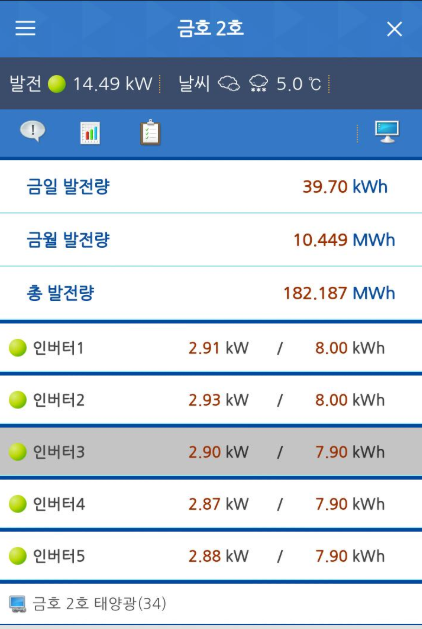 금호 2호
발전 14.49 kW 날씨 5.0 ℃
금일 발전량 39.70 kWh
금월 발전량 10.449 MWh
총 발전량 182.187 MWh
인버터1 2.91 kW / 8.00 kWh
인버터2 2.93 kW / 8.00 kWh
인버터3 2.90 kW / 7.90 kWh
인버터4 2.87 kW / 7.90 kWh
인버터5 2.88 kW / 7.90 kWh
금호 2호 태양광(34)